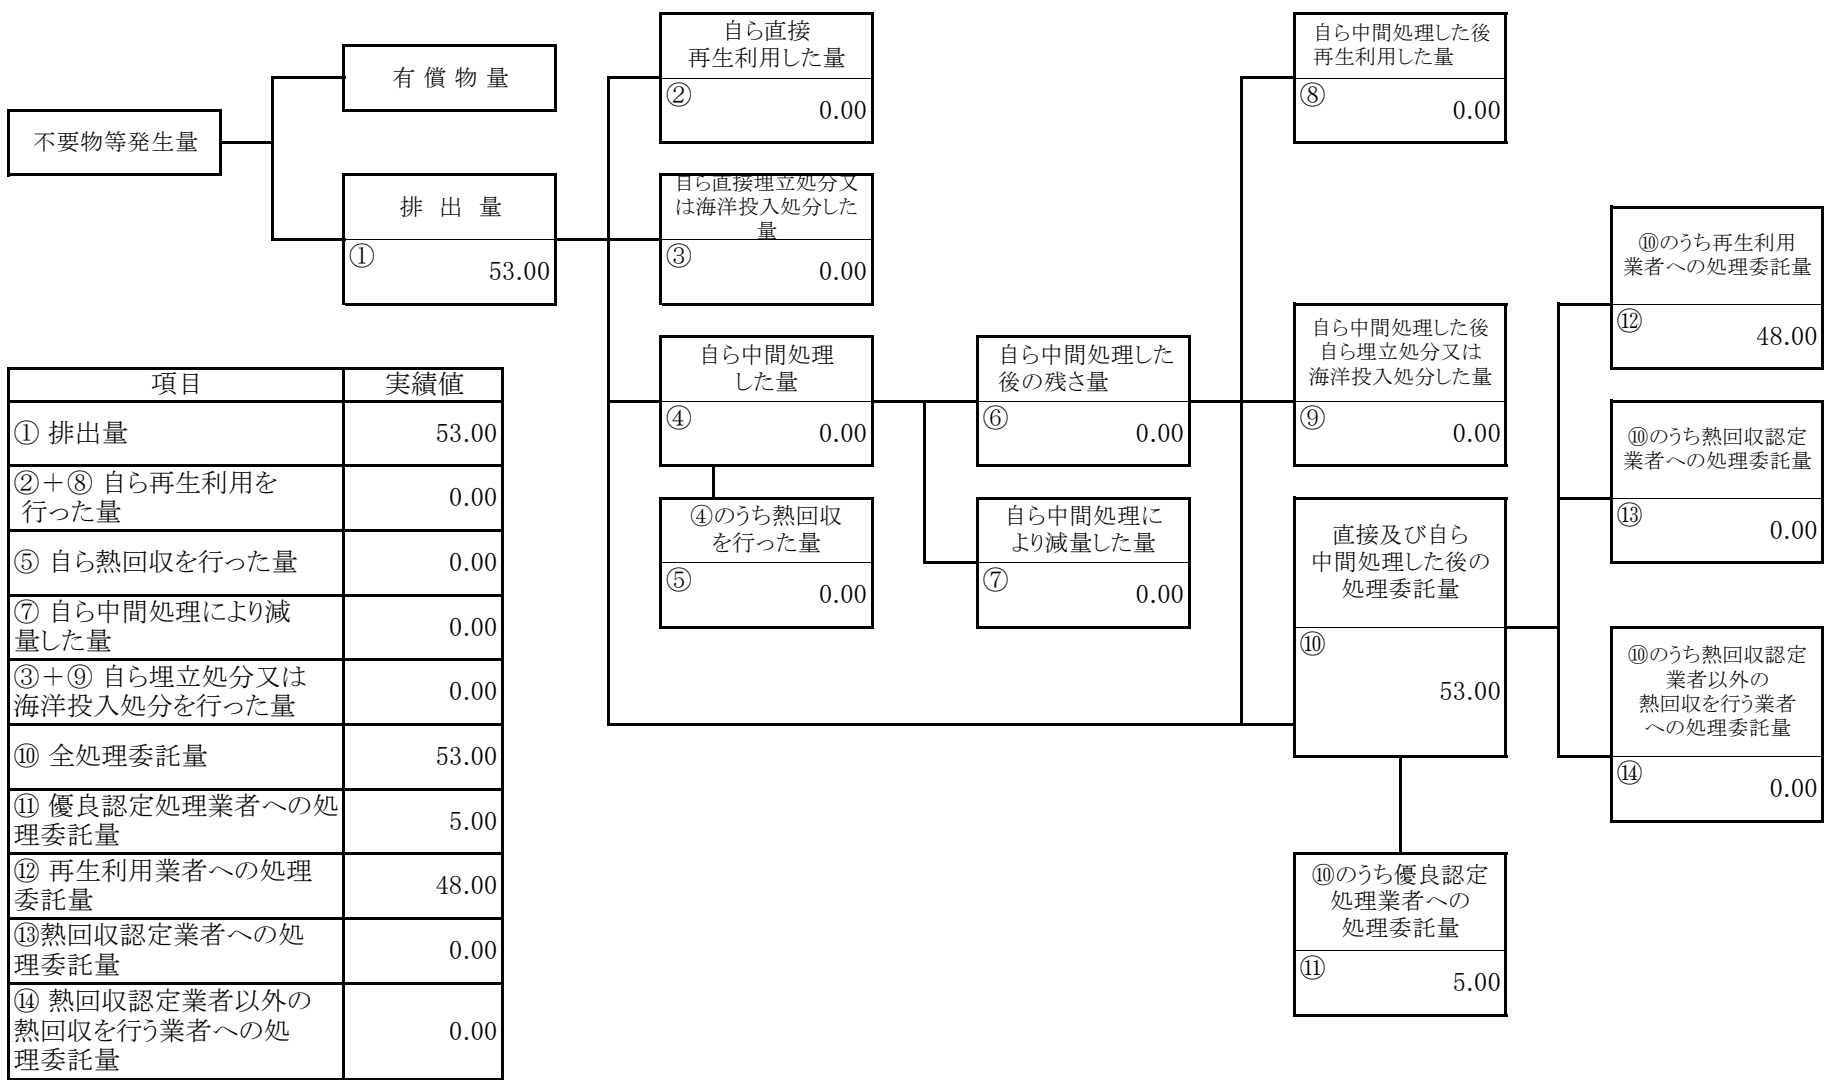 不要物等発生量
有 償 物 量
排 出 量
①
53.00
自ら直接
再生利用した量
②
0.00
自ら直接埋立処分又
は海洋投入処分した
量
③
0.00
自ら中間処理
した量
④
0.00
④のうち熱回収
を行った量
⑤
0.00
自ら中間処理した
後の残さ量
⑥
0.00
自ら中間処理に
より減量した量
⑦
0.00
自ら中間処理した後
再生利用した量
⑧
0.00
自ら中間処理した後
自ら埋立処分又は
海洋投入処分した量
⑨
0.00
直接及び自ら
中間処理した後の
処理委託量
⑩
53.00
⑩のうち優良認定
処理業者への
処理委託量
⑪
5.00
⑩のうち再生利用
業者への処理委託量
⑫
48.00
⑩のうち熱回収認定
業者への処理委託量
⑬
0.00
⑩のうち熱回収認定
業者以外の
熱回収を行う業者
への処理委託量
⑭
0.00
項目 実績値
① 排出量 53.00
②＋⑧ 自ら再生利用を
行った量 0.00
⑤ 自ら熱回収を行った量 0.00
⑦ 自ら中間処理により減
量した量 0.00
③＋⑨ 自ら埋立処分又は
海洋投入処分を行った量 0.00
⑩ 全処理委託量 53.00
⑪ 優良認定処理業者への処
理委託量 5.00
⑫ 再生利用業者への処理
委託量 48.00
⑬熱回収認定業者への処
理委託量 0.00
⑭ 熱回収認定業者以外の
熱回収を行う業者への処
理委託量 0.00